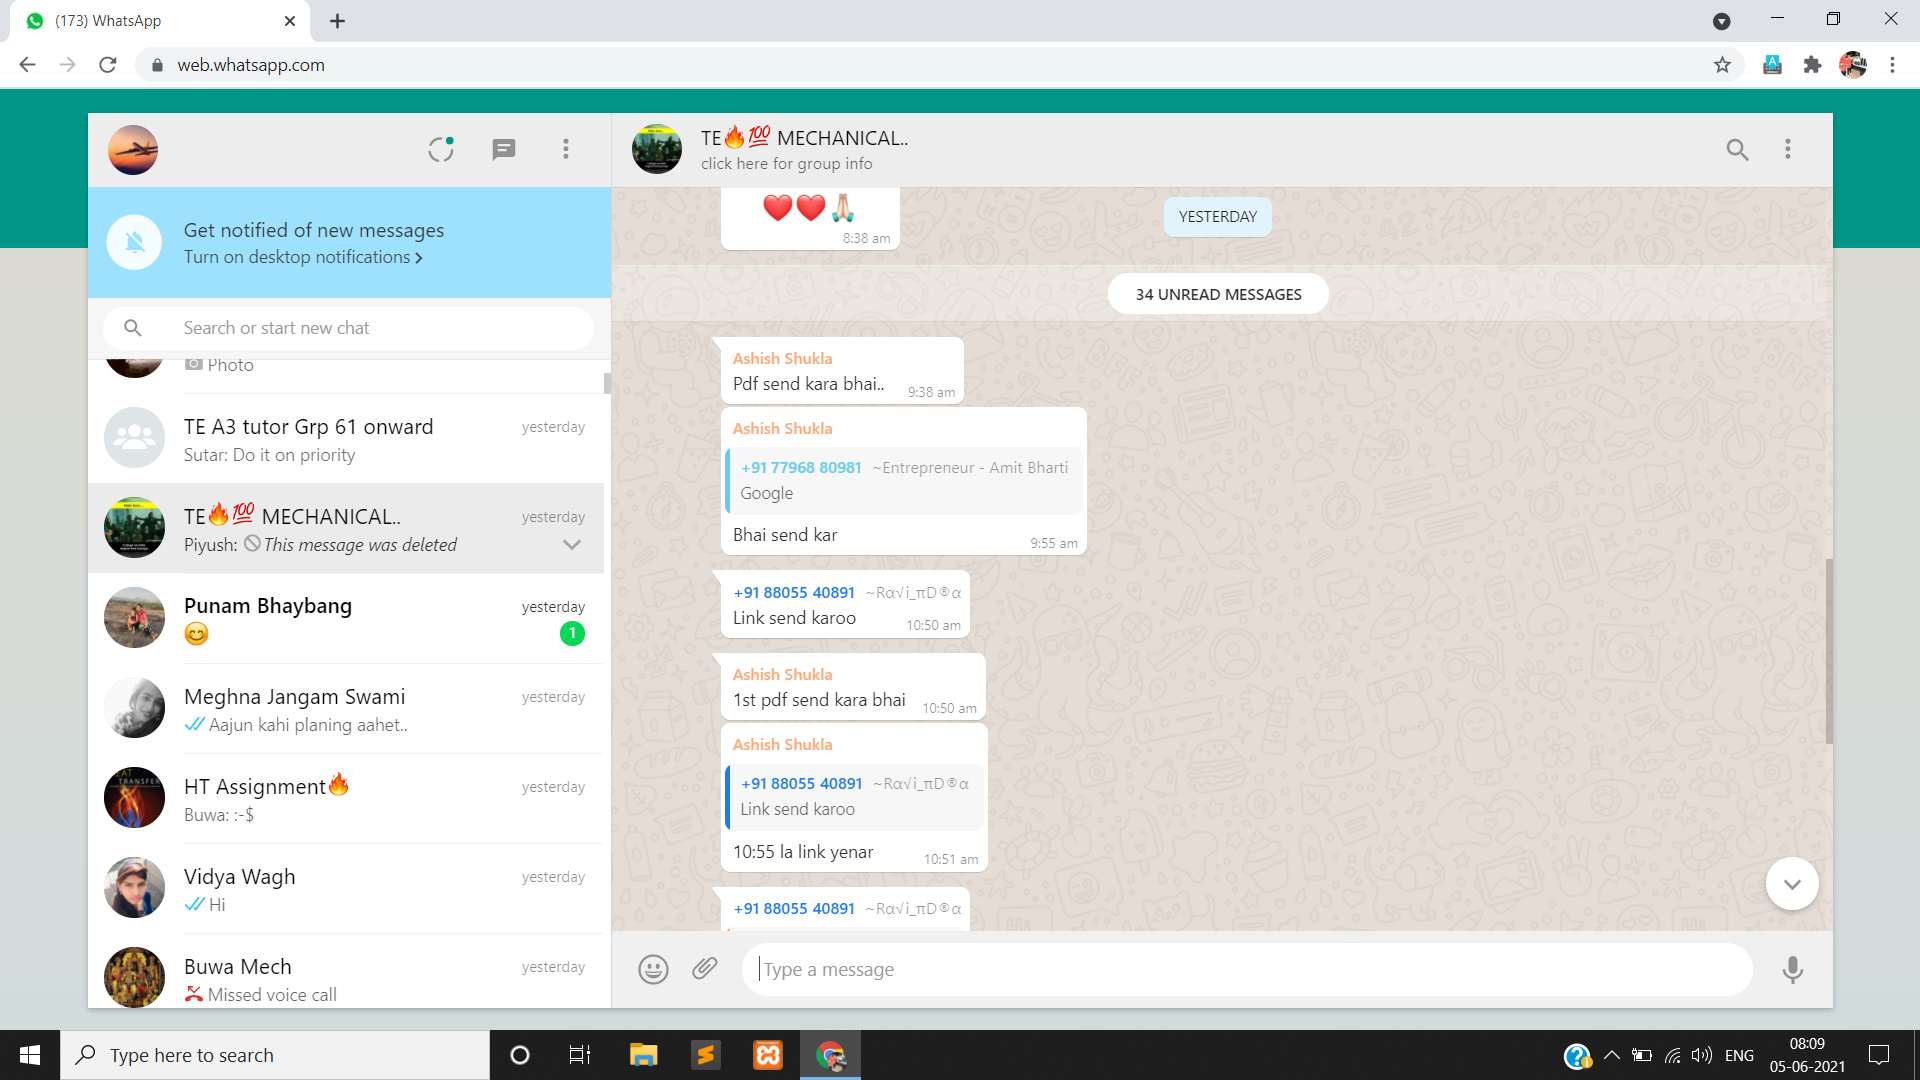 (173) WhatsApp
web.whatsapp.com
Get notified of new messages
Turn on desktop notifications
Search or start new chat
Photo
TE A3 tutor Grp 61 onward
yesterday
Sutar: Do it on priority
TE🔥💯 MECHANICAL..
yesterday
Piyush: This message was deleted
Punam Bhaybang
yesterday
😊
1
Meghna Jangam Swami
yesterday
Aajun kahi planing aahet..
HT Assignment🔥
yesterday
Buwa: :-$
Vidya Wagh
yesterday
Hi
Buwa Mech
yesterday
Missed voice call
TE🔥💯 MECHANICAL..
click here for group info
❤️❤️🙏🏻
8:38 am
YESTERDAY
34 UNREAD MESSAGES
Ashish Shukla
Pdf send kara bhai.. 9:38 am
Ashish Shukla
+91 77968 80981 ~Entrepreneur - Amit Bharti
Google
Bhai send kar
9:55 am
+91 88055 40891 ~Rα√i_πD®α
Link send karoo 10:50 am
Ashish Shukla
1st pdf send kara bhai 10:50 am
Ashish Shukla
+91 88055 40891 ~Rα√i_πD®α
Link send karoo
10:55 la link yenar 10:51 am
+91 88055 40891 ~Rα√i_πD®α
Type a message
Type here to search
ENG
08:09
05-06-2021